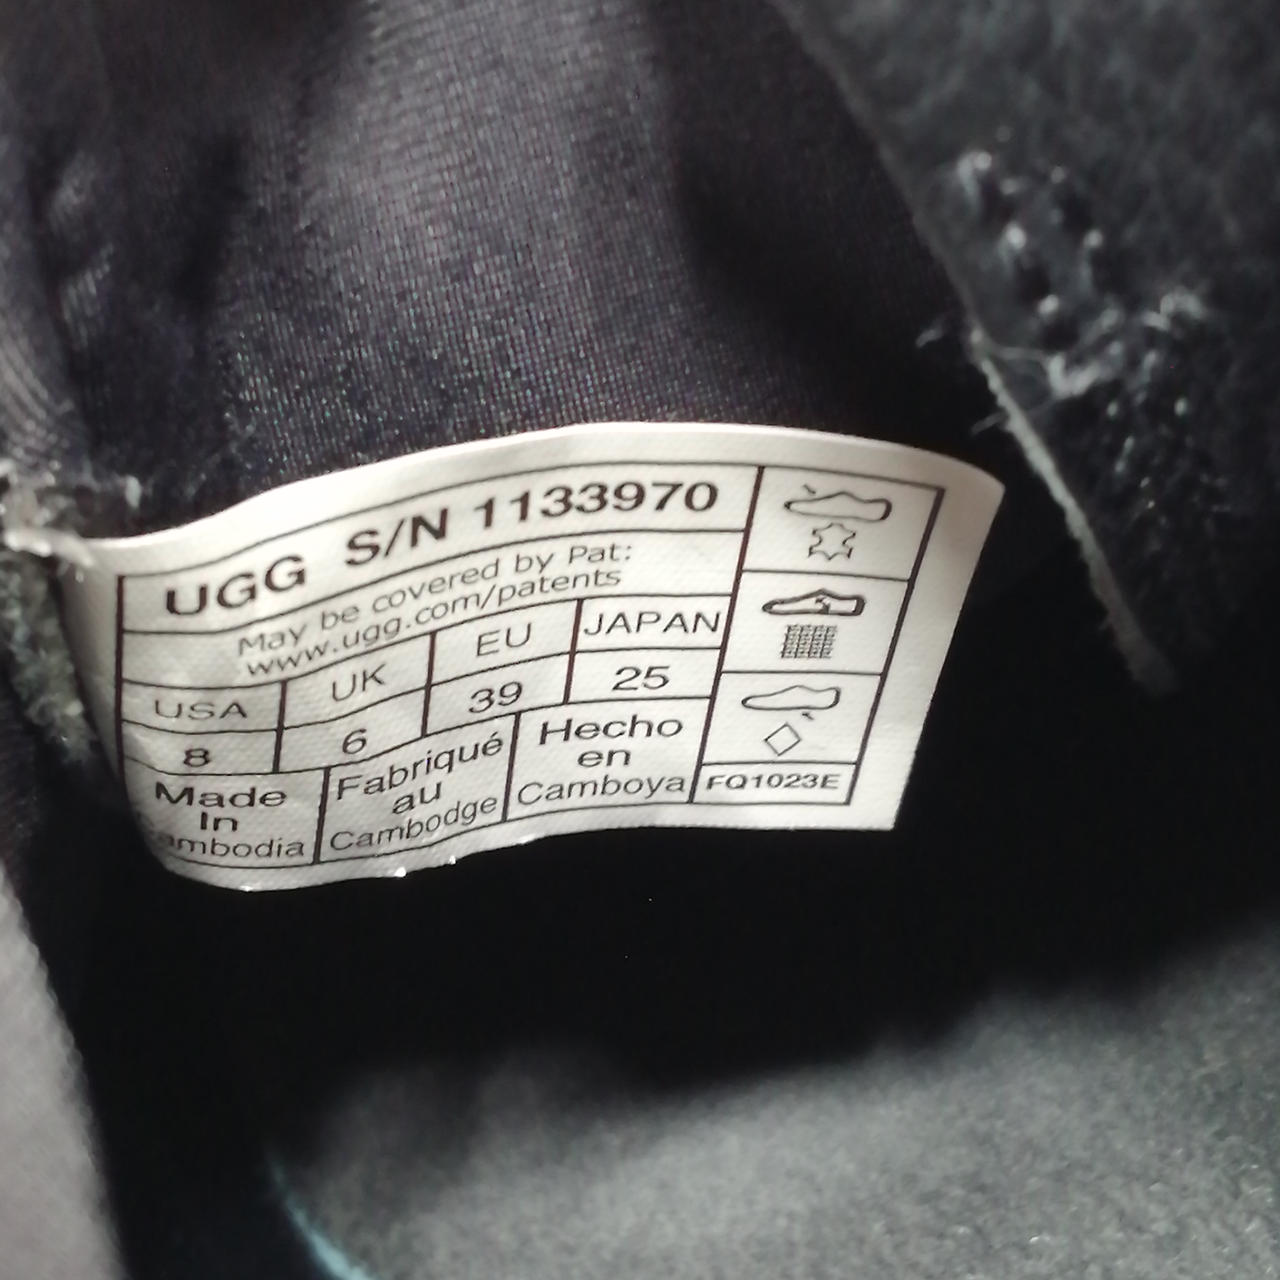 UGG S/N 1133970
May be covered by Pat:
www.ugg.com/patents
USA UK EU JAPAN
8 6 39 25
Made
In
ambodia
Fabriqué
au
Cambodge
Hecho
en
Camboya
FQ1023E